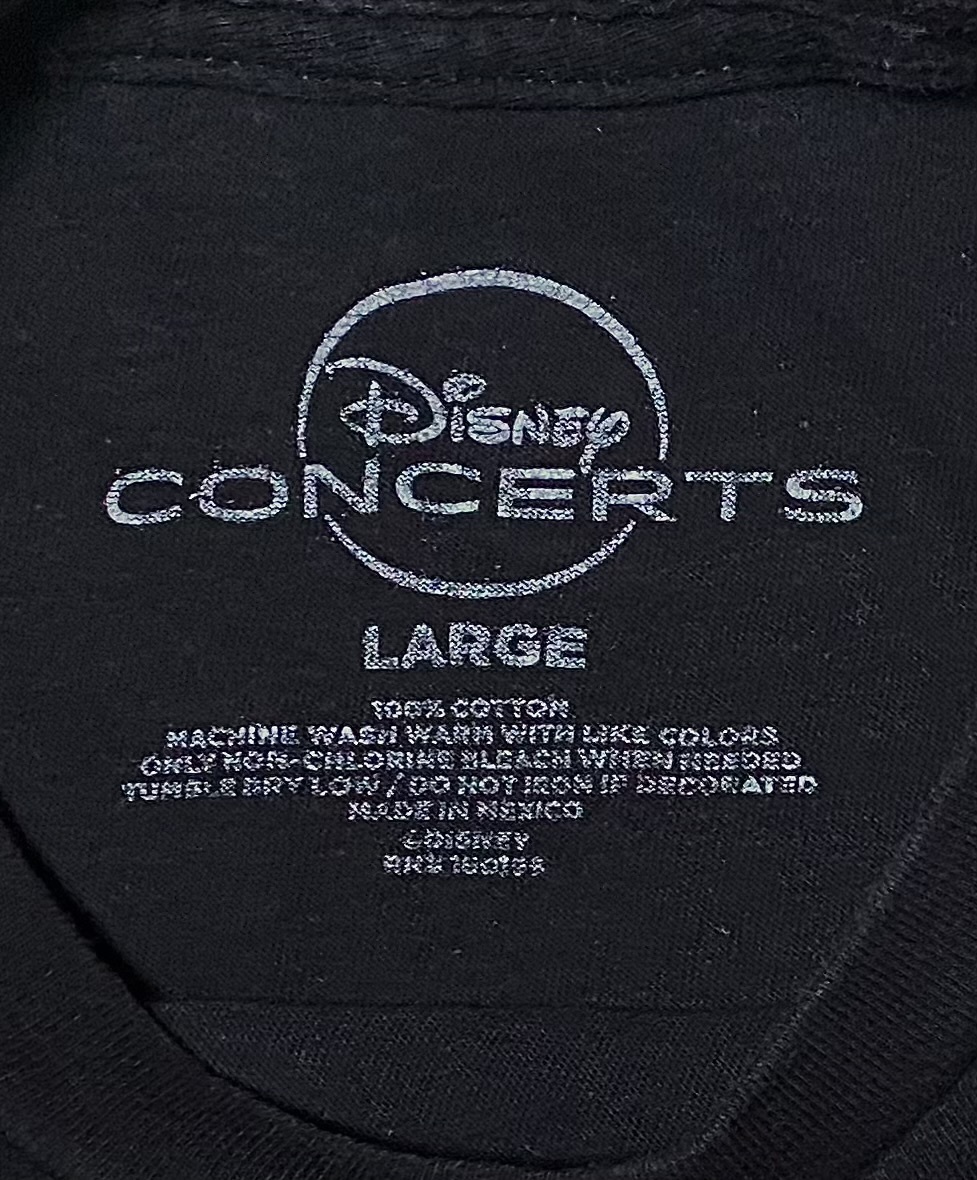 Disney
CONCERTS
LARGE
100% COTTON
MACHINE WASH WARM WITH LIKE COLORS
ONLY NON-CHLORINE BLEACH WHEN NEEDED
TUMBLE DRY LOW / DO NOT IRON IF DECORATED
MADE IN MEXICO
©DISNEY